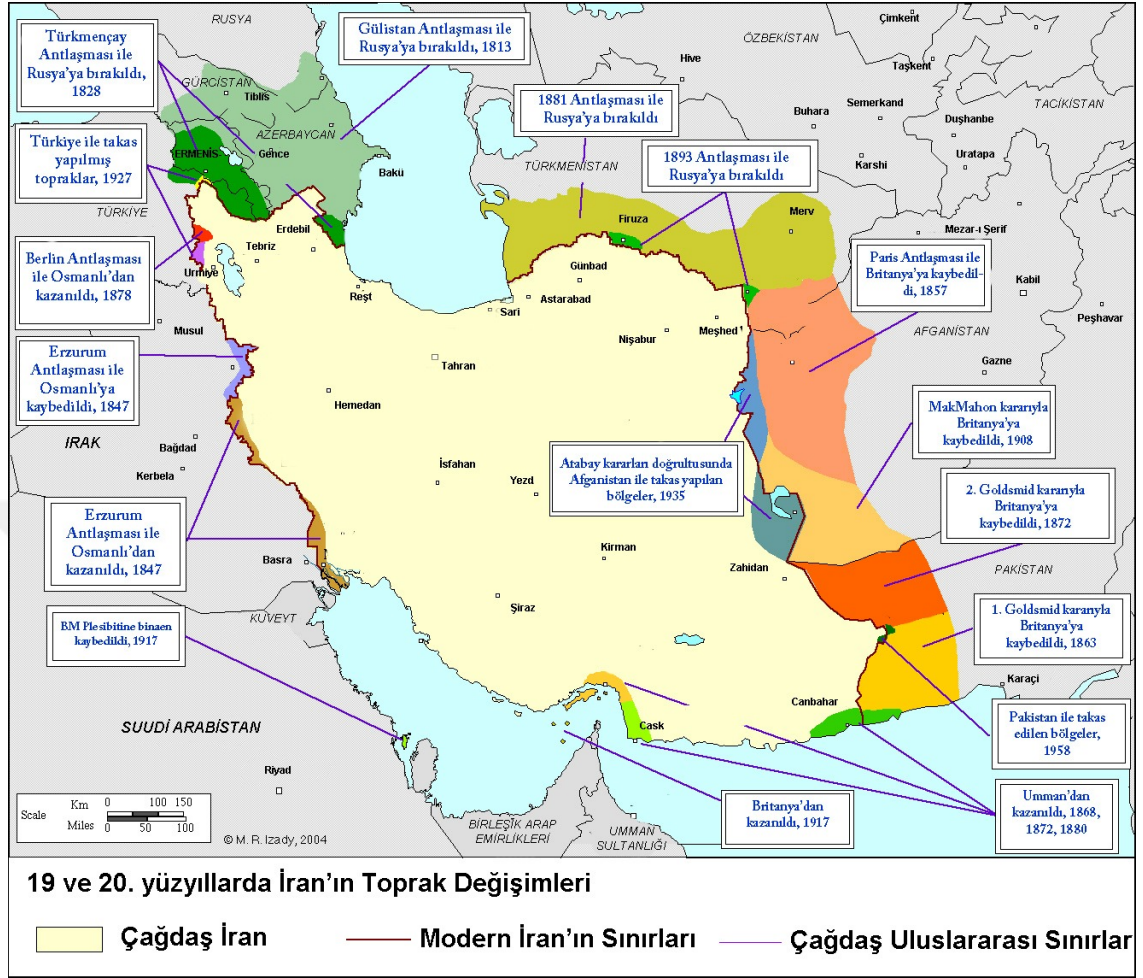 RUSYA
Türkmençay
Antlaşması ile
Rusya'ya bırakıldı,
1828
Gülistan Antlaşması ile
Rusya'ya bırakıldı, 1813
Çimkent
ÖZBEKİSTAN
Hive
Taşkent
GÜRCİSTAN
Tiblis
1881 Antlaşması ile
Rusya'ya bırakıldı
Buhara
Semerkand
TACİKİSTAN
Duşhanbe
AZERBAYCAN
Türkiye ile takas
yapılmış
topraklar, 1927
ERMENİS
Gence
Bakü
TÜRKMENİSTAN
1893 Antlaşması ile
Rusya'ya bırakıldı
Karshi
Uratapa
TÜRKİYE
Erdebil
Firuza
Merv
Mezar-ı Şerif
Berlin Antlaşması
ile Osmanlı'dan
kazanıldı, 1878
Tebriz
Urmiye
Günbad
Paris Antlaşması ile
Britanya'ya kaybedil-
di, 1857
Kabil
Reşt
Astarabad
Sari
Peşhavar
Musul
Nişabur
Meşhed
AFGANİSTAN
Erzurum
Antlaşması ile
Osmanlı'ya
kaybedildi, 1847
Tahran
Gazne
Hemedan
MakMahon kararıyla
Britanya'ya
kaybedildi, 1908
IRAK
Bağdad
Kerbela
İsfahan
Yezd
Atabay kararları doğrultusunda
Afganistan ile takas yapılan
bölgeler, 1935
2. Goldsmid kararıyla
Britanya'ya
kaybedildi, 1872
Erzurum
Antlaşması ile
Osmanlı'dan
kazanıldı, 1847
Basra
Kirman
Zahidan
PAKİSTAN
KUVEYT
Şiraz
BM Plesibitine binaen
kaybedildi, 1917
1. Goldsmid kararıyla
Britanya'ya
kaybedildi, 1863
Karaçi
Canbahar
SUUDİ ARABİSTAN
Cask
Pakistan ile takas
edilen bölgeler,
1958
Riyad
Britanya'dan
kazanıldı, 1917
Umman'dan
kazanıldı, 1868,
1872, 1880
Scale
Km 0 100 150
Miles 0 50 100
© M. R. Izady, 2004
BİRLEŞİK ARAP
EMİRLİKLERİ
UMMAN
SULTANLIĞI
19 ve 20. yüzyıllarda İran'ın Toprak Değişimleri
Çağdaş İran
Modern İran'ın Sınırları
Çağdaş Uluslararası Sınırlar